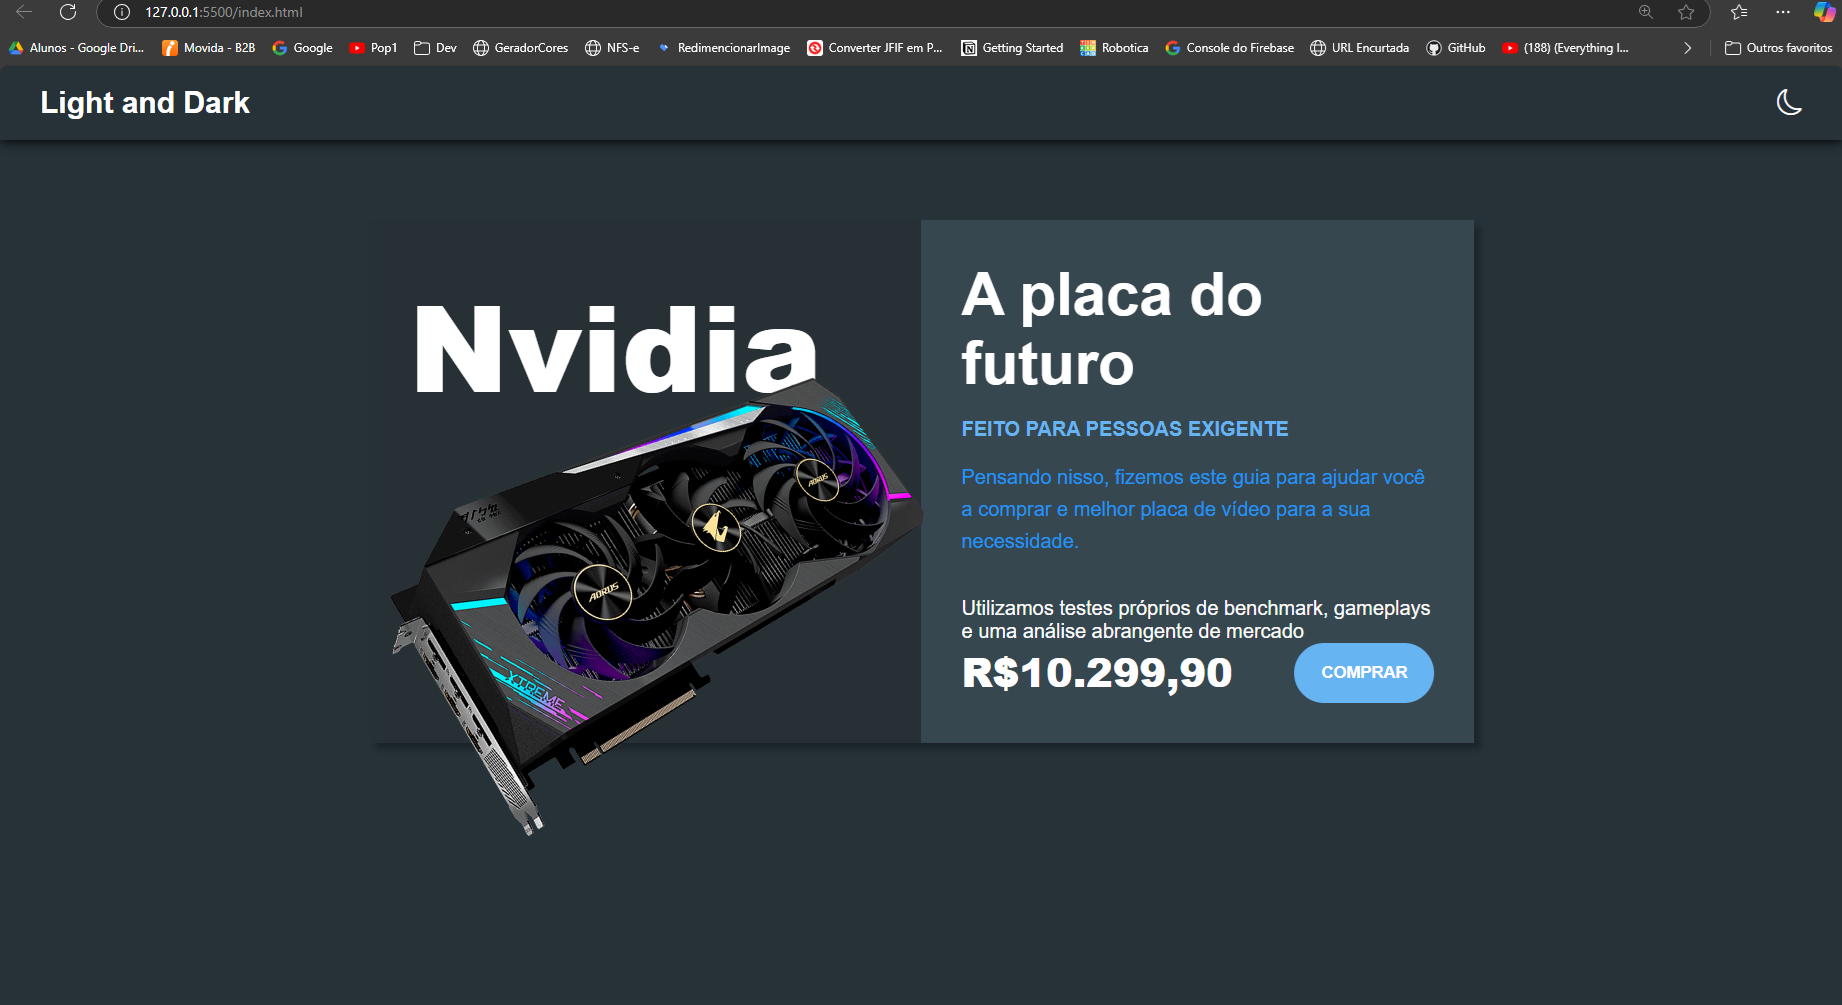 127.0.0.1:5500/index.html
Alunos - Google Dri...
Movida - B2B
Google
Pop1
Dev
GeradorCores
NFS-e
RedimencionarImage
Converter JFIF em P...
Getting Started
Robotica
Console do Firebase
URL Encurtada
GitHub
(188) (Everything I...
Outros favoritos
Light and Dark
Nvidia
AORUS
AORUS
XTREME
A placa do
futuro
FEITO PARA PESSOAS EXIGENTE
Pensando nisso, fizemos este guia para ajudar você
a comprar e melhor placa de vídeo para a sua
necessidade.
Utilizamos testes próprios de benchmark, gameplays
e uma análise abrangente de mercado
R$10.299,90
COMPRAR